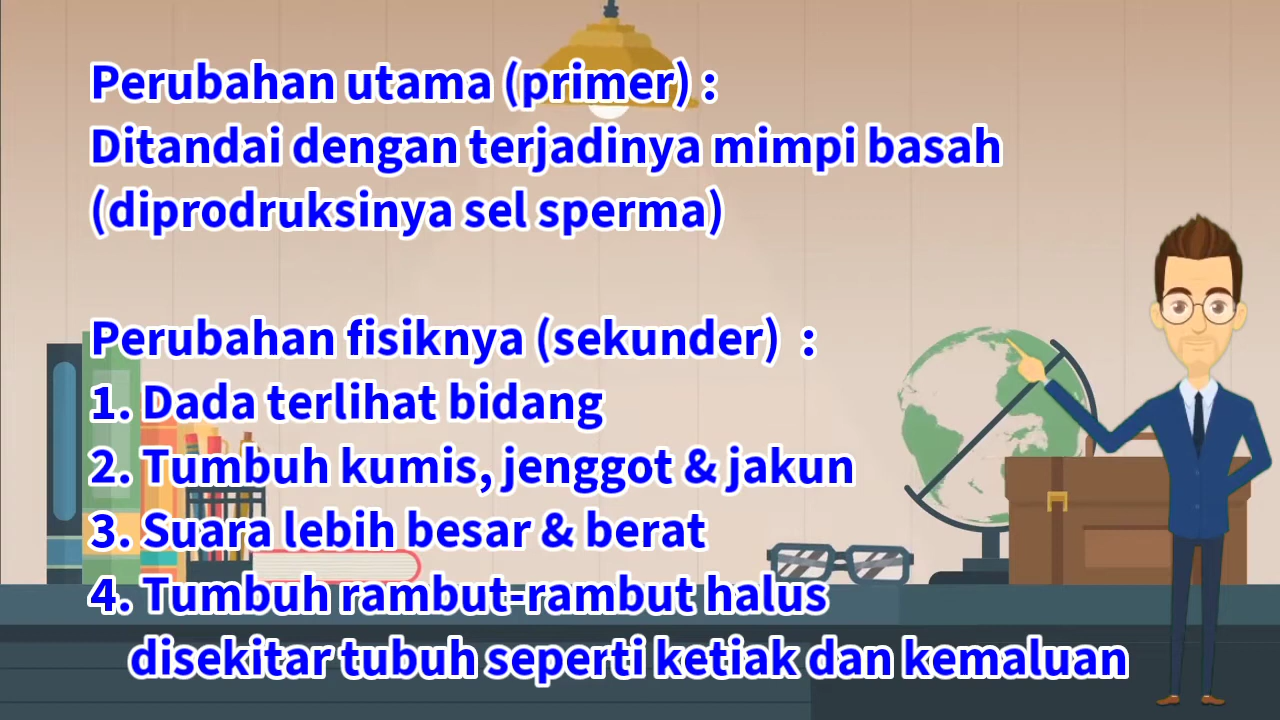 Perubahan utama (primer) :
Ditandai dengan terjadinya mimpi basah
(diprodruksinya sel sperma)
Perubahan fisiknya (sekunder) :
1. Dada terlihat bidang
2. Tumbuh kumis, jenggot & jakun
3. Suara lebih besar & berat
4. Tumbuh rambut-rambut halus
disekitar tubuh seperti ketiak dan kemaluan